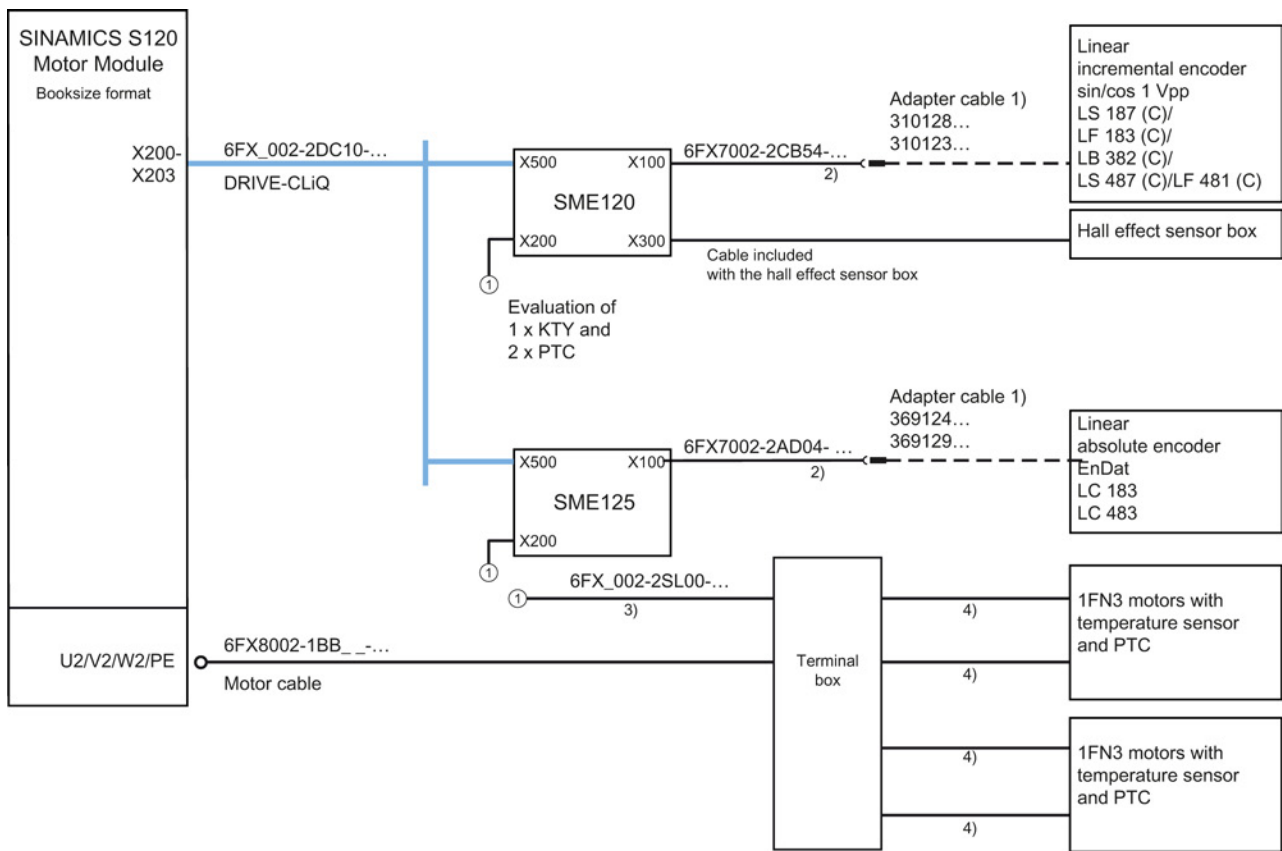 SINAMICS S120
Motor Module
Booksize format
X200-
X203
6FX_002-2DC10-...
DRIVE-CLiQ
X500
X100
SME120
X200
X300
1
Evaluation of
1 x KTY and
2 x PTC
6FX7002-2CB54-...
2)
Adapter cable 1)
310128...
310123...
Linear
incremental encoder
sin/cos 1 Vpp
LS 187 (C)/
LF 183 (C)/
LB 382 (C)/
LS 487 (C)/LF 481 (C)
Cable included
with the hall effect sensor box
Hall effect sensor box
X500
X100
SME125
X200
1
6FX7002-2AD04- ...
2)
Adapter cable 1)
369124...
369129...
Linear
absolute encoder
EnDat
LC 183
LC 483
1
6FX_002-2SL00-...
3)
U2/V2/W2/PE
6FX8002-1BB_ _-...
Motor cable
Terminal
box
4)
4)
1FN3 motors with
temperature sensor
and PTC
4)
4)
1FN3 motors with
temperature sensor
and PTC